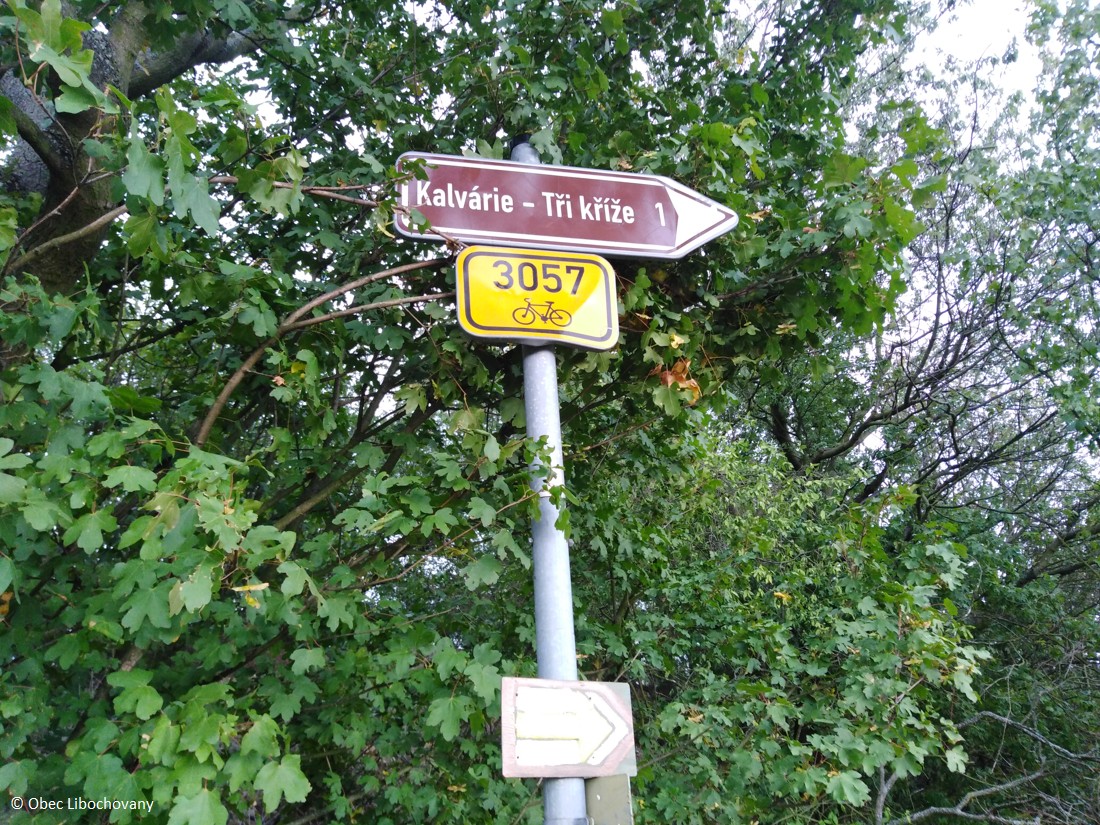 Kalvárie – Tři kříže 1
3057
© Obec Libochovany